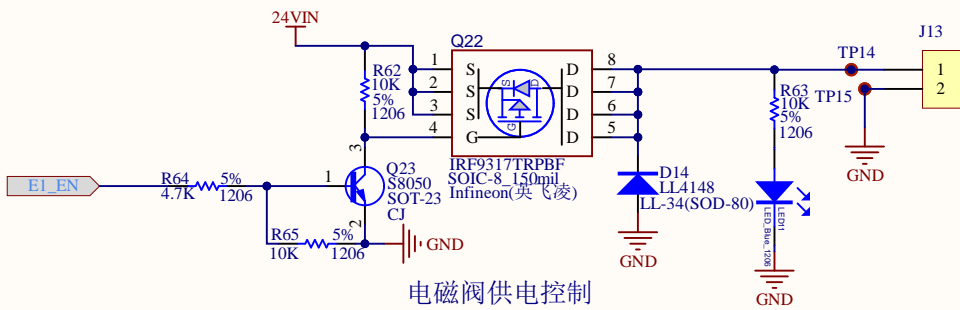 24VIN
J13
Q22
TP14
1
S
D
8
1
R62
10K
5%
1206
2
S
D
7
TP15
2
R63
10K
5%
1206
3
S
D
6
4
G
D
5
S
D
G
GND
IRF9317TRPBF
SOIC-8_150mil
Infineon(英飞凌)
3
Q23
S8050
SOT-23
CJ
1
2
E1_EN
R64
4.7K
5%
1206
D14
LL4148
LL-34(SOD-80)
LED11
LED_Blue_1206
R65
10K
5%
1206
GND
GND
GND
电磁阀供电控制